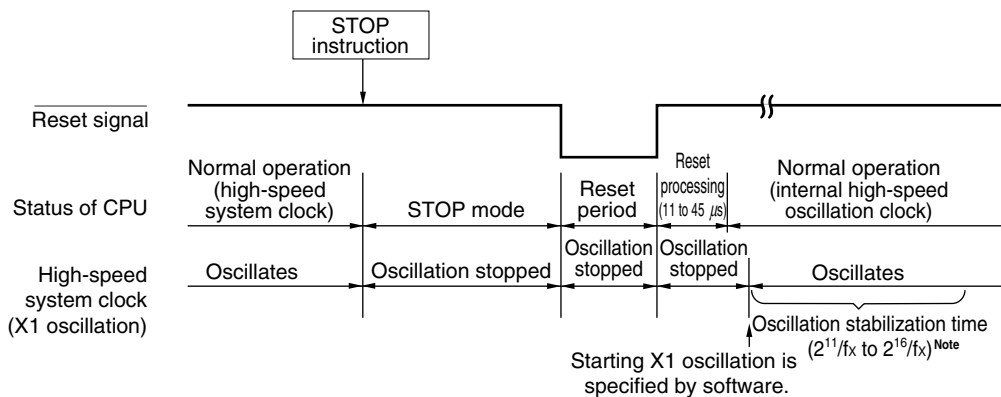 STOP
instruction
Reset signal
Normal operation
(high-speed
system clock)
Status of CPU
STOP mode
Reset
period
Reset
processing
(11 to 45 μs)
Normal operation
(internal high-speed
oscillation clock)
High-speed
system clock
(X1 oscillation)
Oscillates
Oscillation stopped
Oscillation
stopped
Oscillation
stopped
Oscillates
Oscillation stabilization time
(2¹¹/fx to 2¹⁶/fx)Note
Starting X1 oscillation is
specified by software.